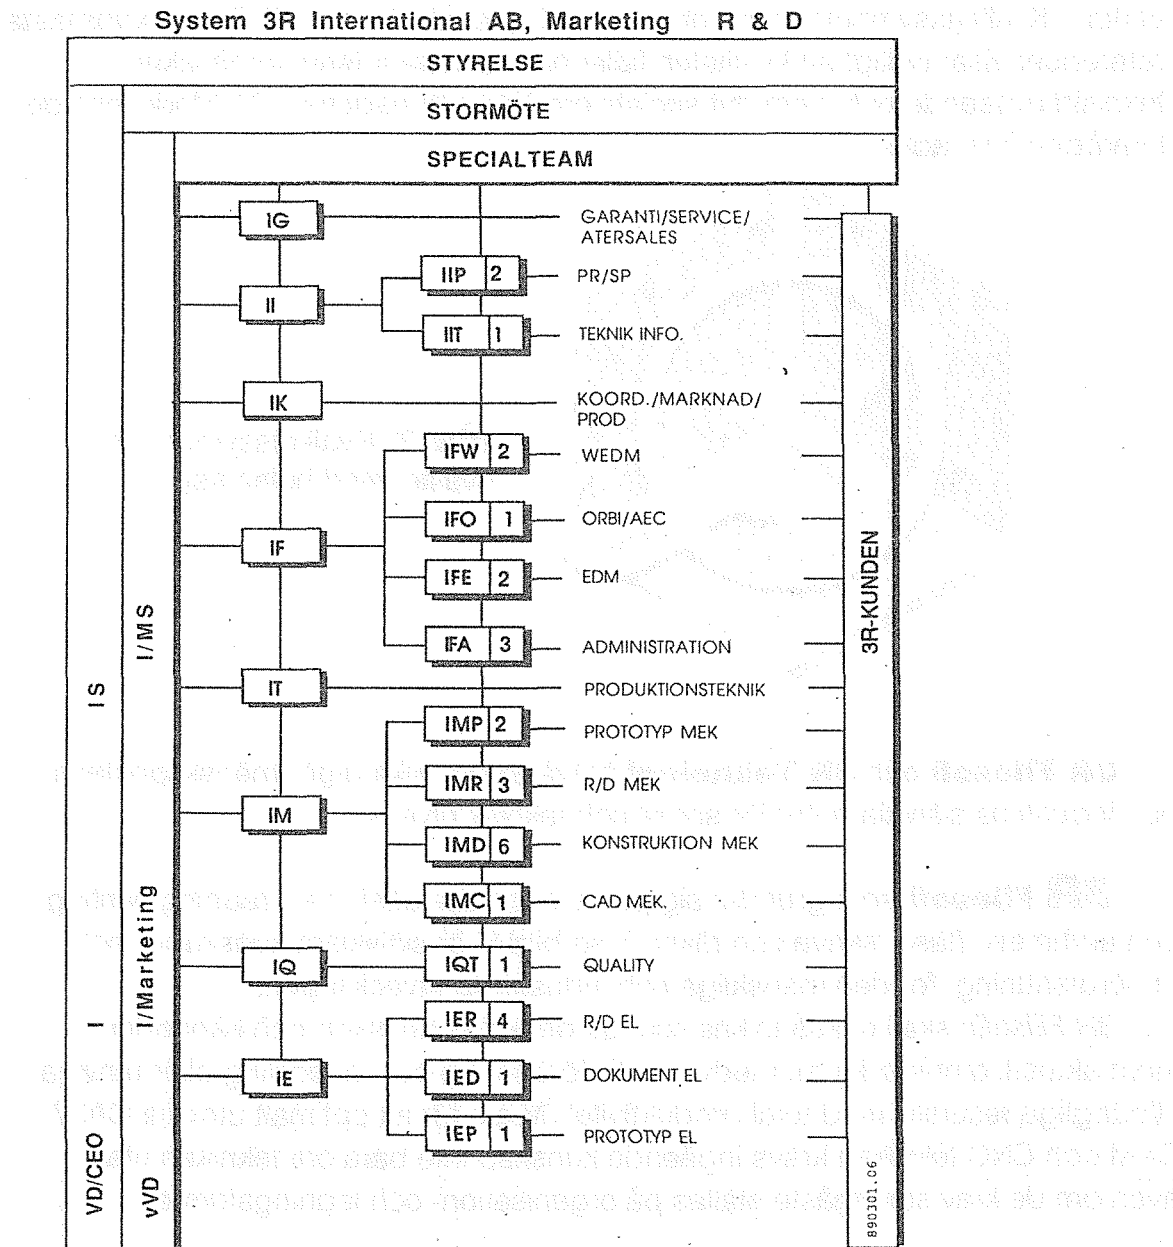 System 3R International AB, Marketing R & D
STYRELSE
STORMÖTE
SPECIALTEAM
IG
GARANTI/SERVICE/
ATERSALES
IIP 2
PR/SP
II
IIT 1
TEKNIK INFO.
IK
KOORD./MARKNAD/
PROD
IFW 2
WEDM
IFO 1
ORBI/AEC
IF
IFE 2
EDM
IFA 3
ADMINISTRATION
IT
PRODUKTIONSTEKNIK
IMP 2
PROTOTYP MEK
IMR 3
R/D MEK
IM
IMD 6
KONSTRUKTION MEK
IMC 1
CAD MEK.
IQ
IQT 1
QUALITY
IER 4
R/D EL
IE
IED 1
DOKUMENT EL
IEP 1
PROTOTYP EL
VD/CEO I IS
vVD I/Marketing I/MS
3R-KUNDEN
890301.06